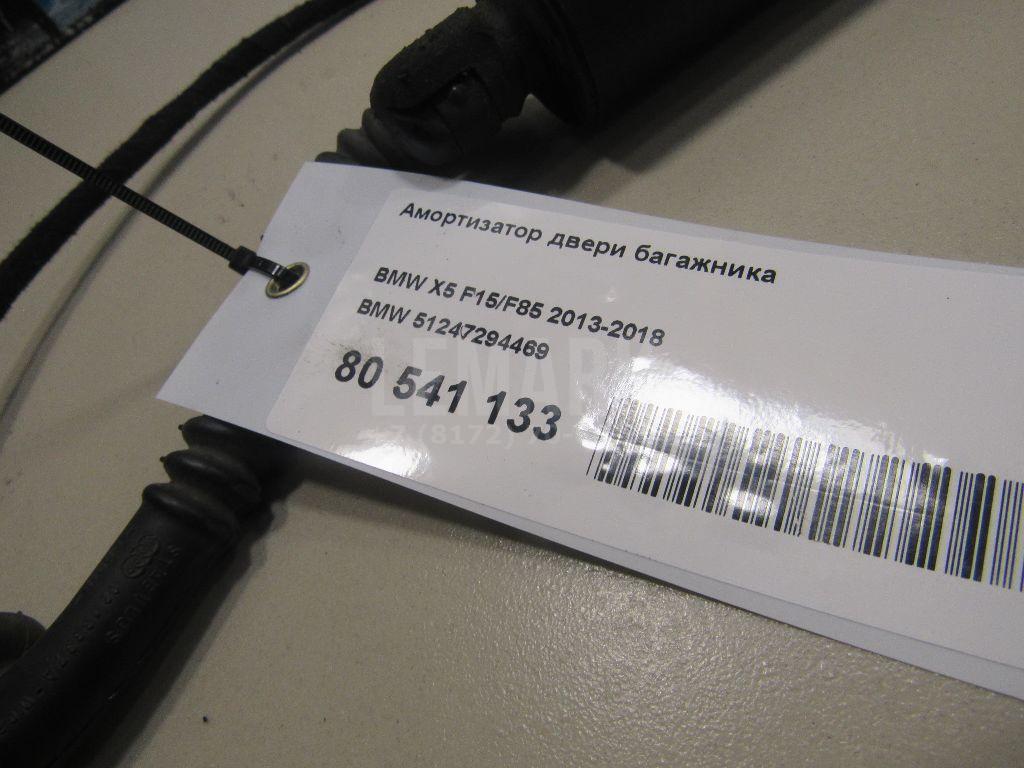 Амортизатор двери багажника
BMW X5 F15/F85 2013-2018
BMW 51247294469
80 541 133